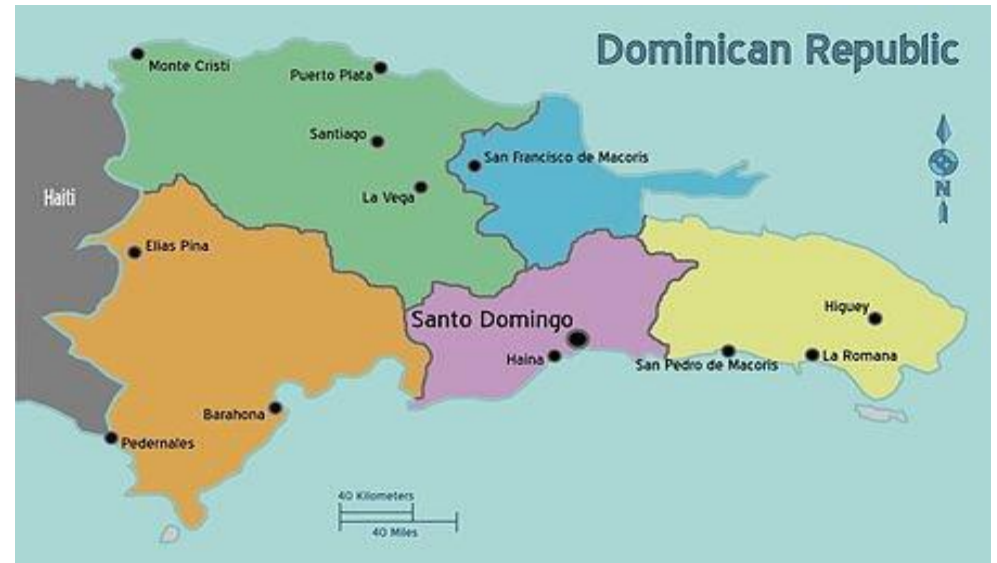 Dominican Republic
Monte Cristi
Puerto Plata
Santiago
San Francisco de Macoris
N
Haiti
La Vega
Elias Pina
Higuey
Santo Domingo
Haina
San Pedro de Macoris
La Romana
Barahona
Pedernales
40 Kilometers
40 Miles